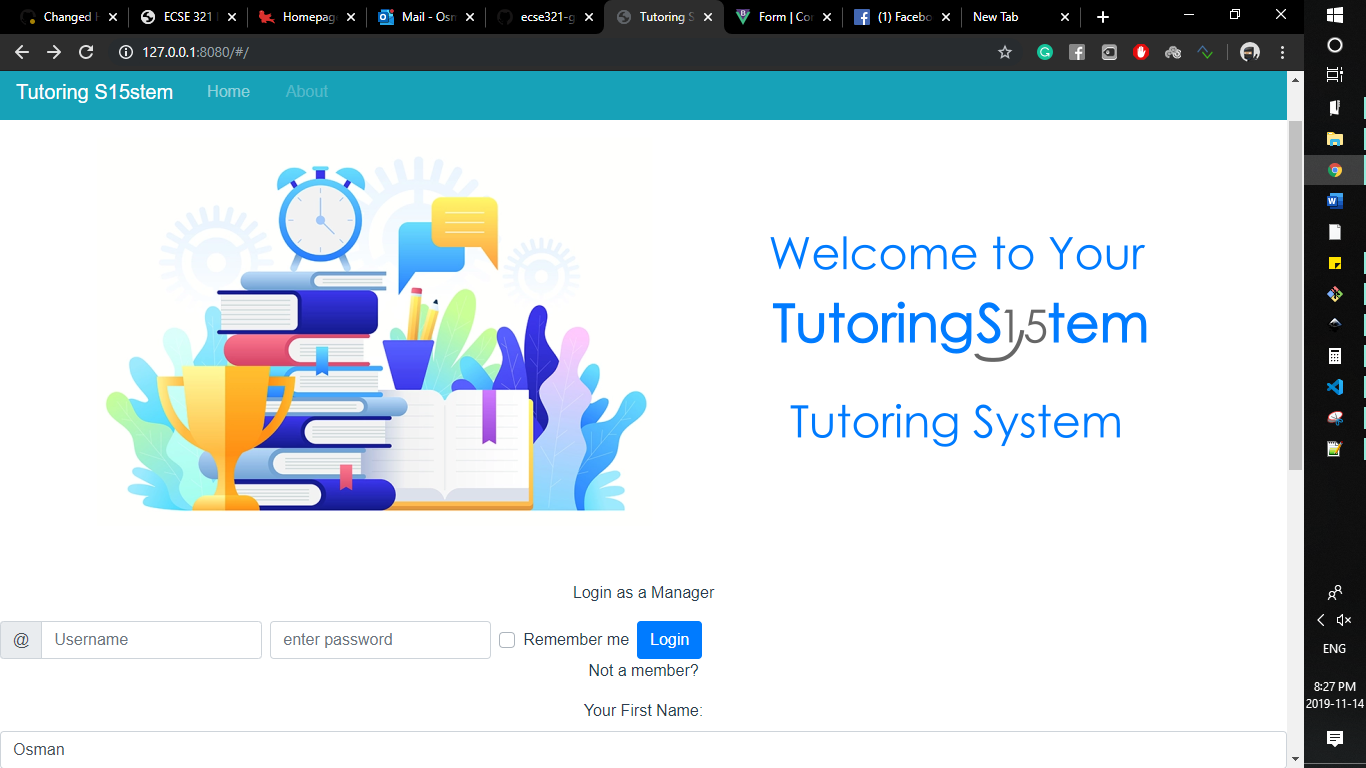 Changed
ECSE 321
Homepag
Mail - Osm
ecse321-g
Tutoring S
Form | Co
(1) Facebo
New Tab
127.0.0.1:8080/#/
Tutoring S15stem
Home
About
Welcome to Your
TutoringS15tem
Tutoring System
Login as a Manager
@
Username
enter password
Remember me
Login
Not a member?
Your First Name:
Osman
ENG
8:27 PM
2019-11-14